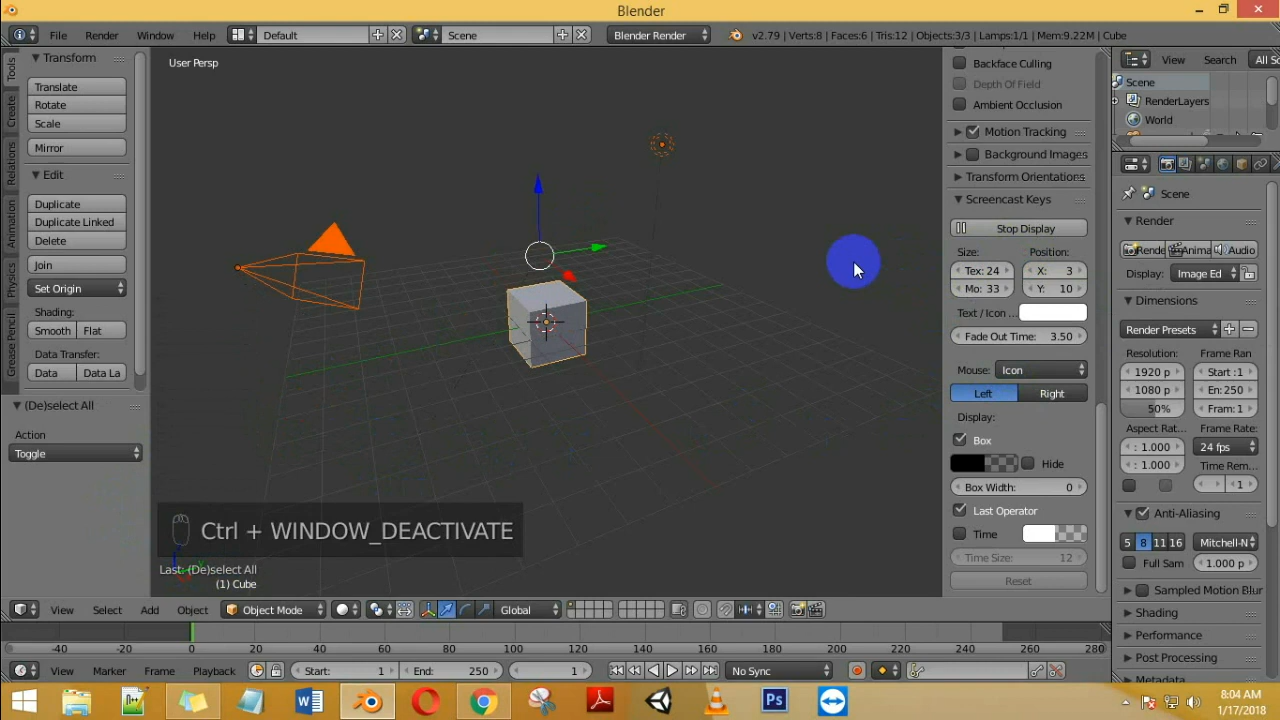 Blender
File Render Window Help Default Scene Blender Render v2.79 | Verts:8 | Faces:6 | Tris:12 | Objects:3/3 | Lamps:1/1 | Mem:9.22M | Cube
Tools
Create
Relations
Animation
Physics
Grease Pencil
Transform
Translate
Rotate
Scale
Mirror
Edit
Duplicate
Duplicate Linked
Delete
Join
Set Origin
Shading:
Smooth Flat
Data Transfer:
Data Data La
(De)select All
Action
Toggle
User Persp
Ctrl + WINDOW_DEACTIVATE
Last: (De)select All
(1) Cube
Backface Culling
Depth Of Field
Ambient Occlusion
Motion Tracking
Background Images
Transform Orientations
Screencast Keys
Stop Display
Size: Position:
Tex: 24 X: 3
Mo: 33 Y: 10
Text / Icon ...
Fade Out Time: 3.50
Mouse: Icon
Left Right
Display:
Box
Hide
Box Width: 0
Last Operator
Time
Time Size: 12
Reset
View Search All Sc
Scene
RenderLayers
World
Scene
Render
Rende Anima Audio
Display: Image Ed
Dimensions
Render Presets
Resolution: Frame Ran
1920 p Start :1
1080 p En: 250
50% Fram: 1
Aspect Rat... Frame Rate:
: 1.000 24 fps
: 1.000 Time Rem...
1
Anti-Aliasing
5 8 11 16 Mitchell-N
Full Sam 1.000 p
Sampled Motion Blur
Shading
Performance
Post Processing
Metadata
View Select Add Object Object Mode Global
-40 -20 0 20 40 60 80 100 120 140 160 180 200 220 240 260 280
View Marker Frame Playback Start: 1 End: 250 1 No Sync
Ps
8:04 AM
1/17/2018